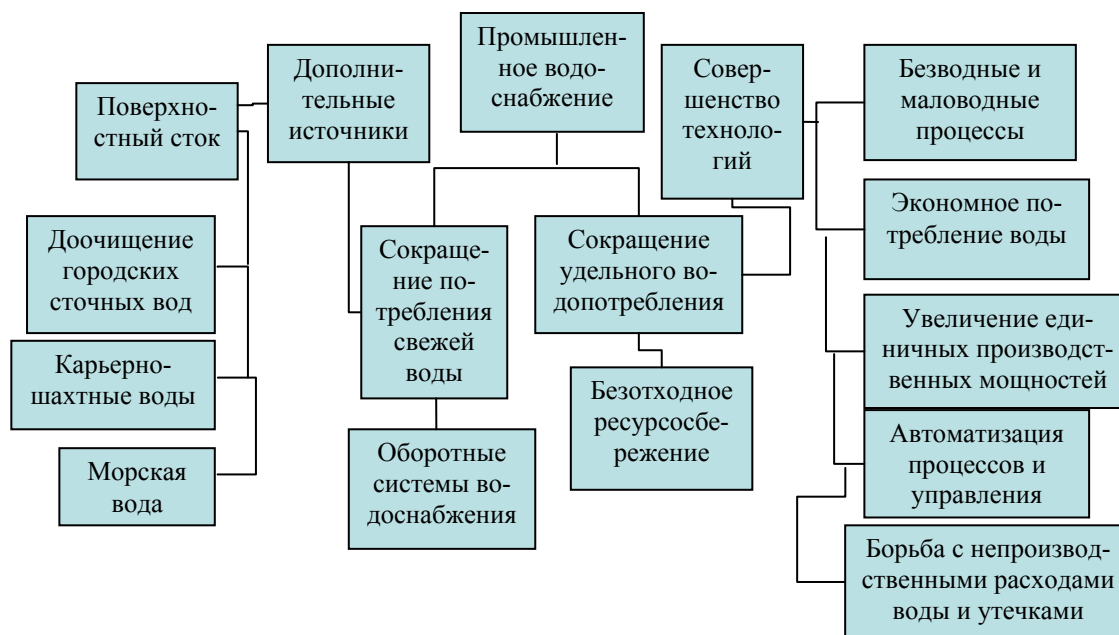 Промышлен-
ное водо-
снабжение
Дополни-
тельные
источники
Совер-
шенство
техноло-
гий
Безводные и
маловодные
процессы
Поверхно-
стный сток
Экономное по-
требление воды
Доочищение
городских
сточных вод
Сокраще-
ние по-
требления
свежей
воды
Сокращение
удельного во-
допотребления
Увеличение еди-
ничных производст-
венных мощностей
Карьерно-
шахтные воды
Безотходное
ресурсосбе-
режение
Автоматизация
процессов и
управления
Оборотные
системы во-
доснабжения
Морская
вода
Борьба с непроизвод-
ственными расходами
воды и утечками